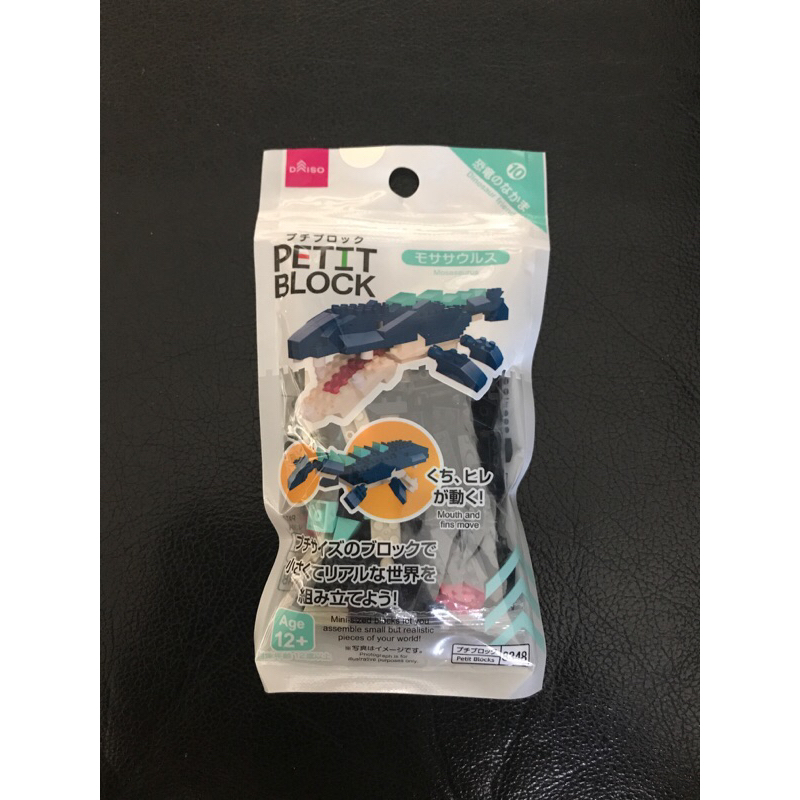 DAISO
10
恐竜のなかま
プチブロック
PETIT
BLOCK
モササウルス
Mosasaurus
くち、ヒレ
が動く!
Mouth and
fins move
プチサイズのブロックで
小さくてリアルな世界を
組み立てよう!
Mini-sized blocks let you
assemble small but realistic
pieces of your world!
※写真はイメージです。
Photograph is for
illustrative purposes only.
Age
12+
プチブロック
Petit Blocks